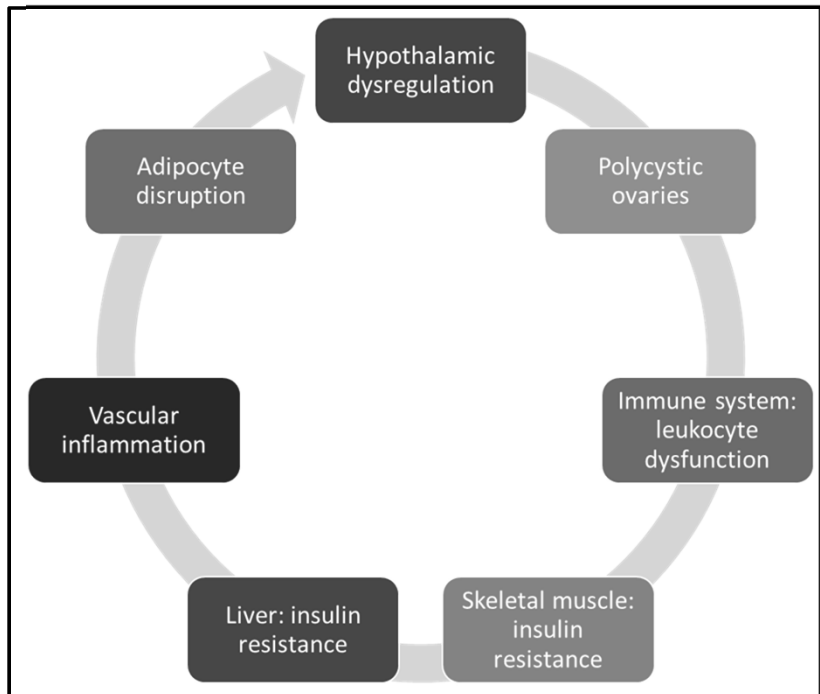 Hypothalamic
dysregulation
Polycystic
ovaries
Immune system:
leukocyte
dysfunction
Skeletal muscle:
insulin
resistance
Liver: insulin
resistance
Vascular
inflammation
Adipocyte
disruption